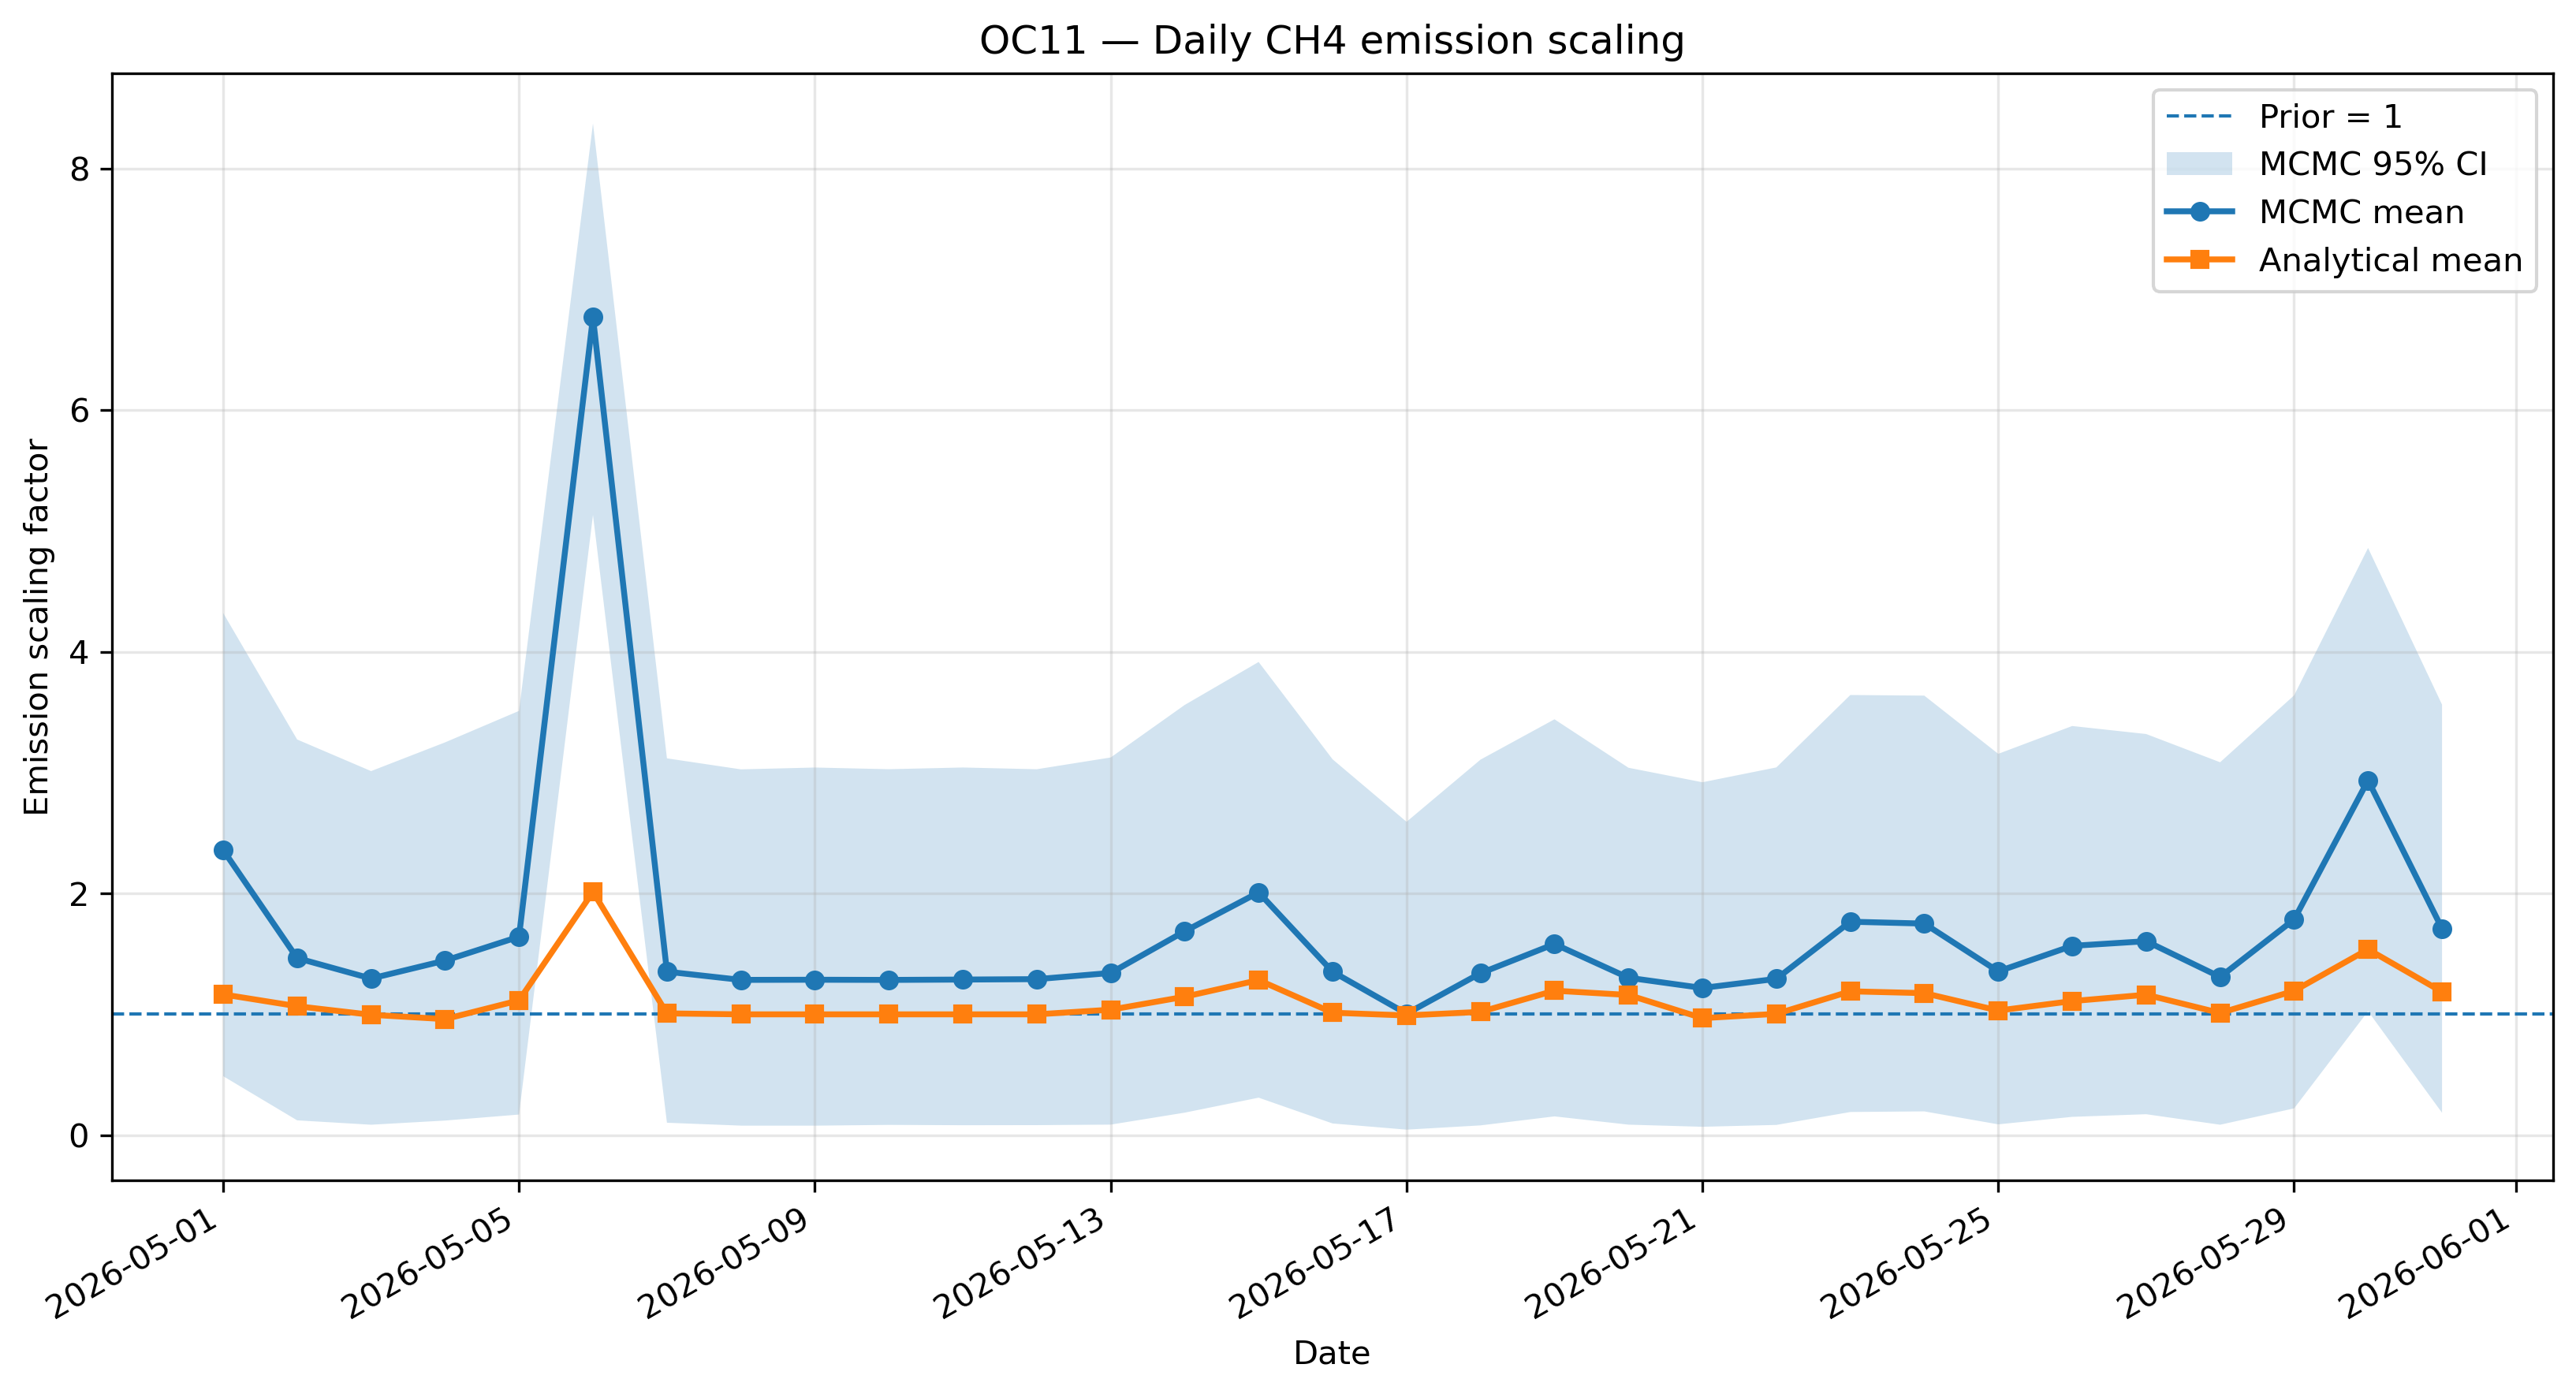 OC11 — Daily CH4 emission scaling
Prior = 1
MCMC 95% CI
MCMC mean
Analytical mean
Emission scaling factor
8
6
4
2
0
2026-05-01
2026-05-05
2026-05-09
2026-05-13
2026-05-17
2026-05-21
2026-05-25
2026-05-29
2026-06-01
Date